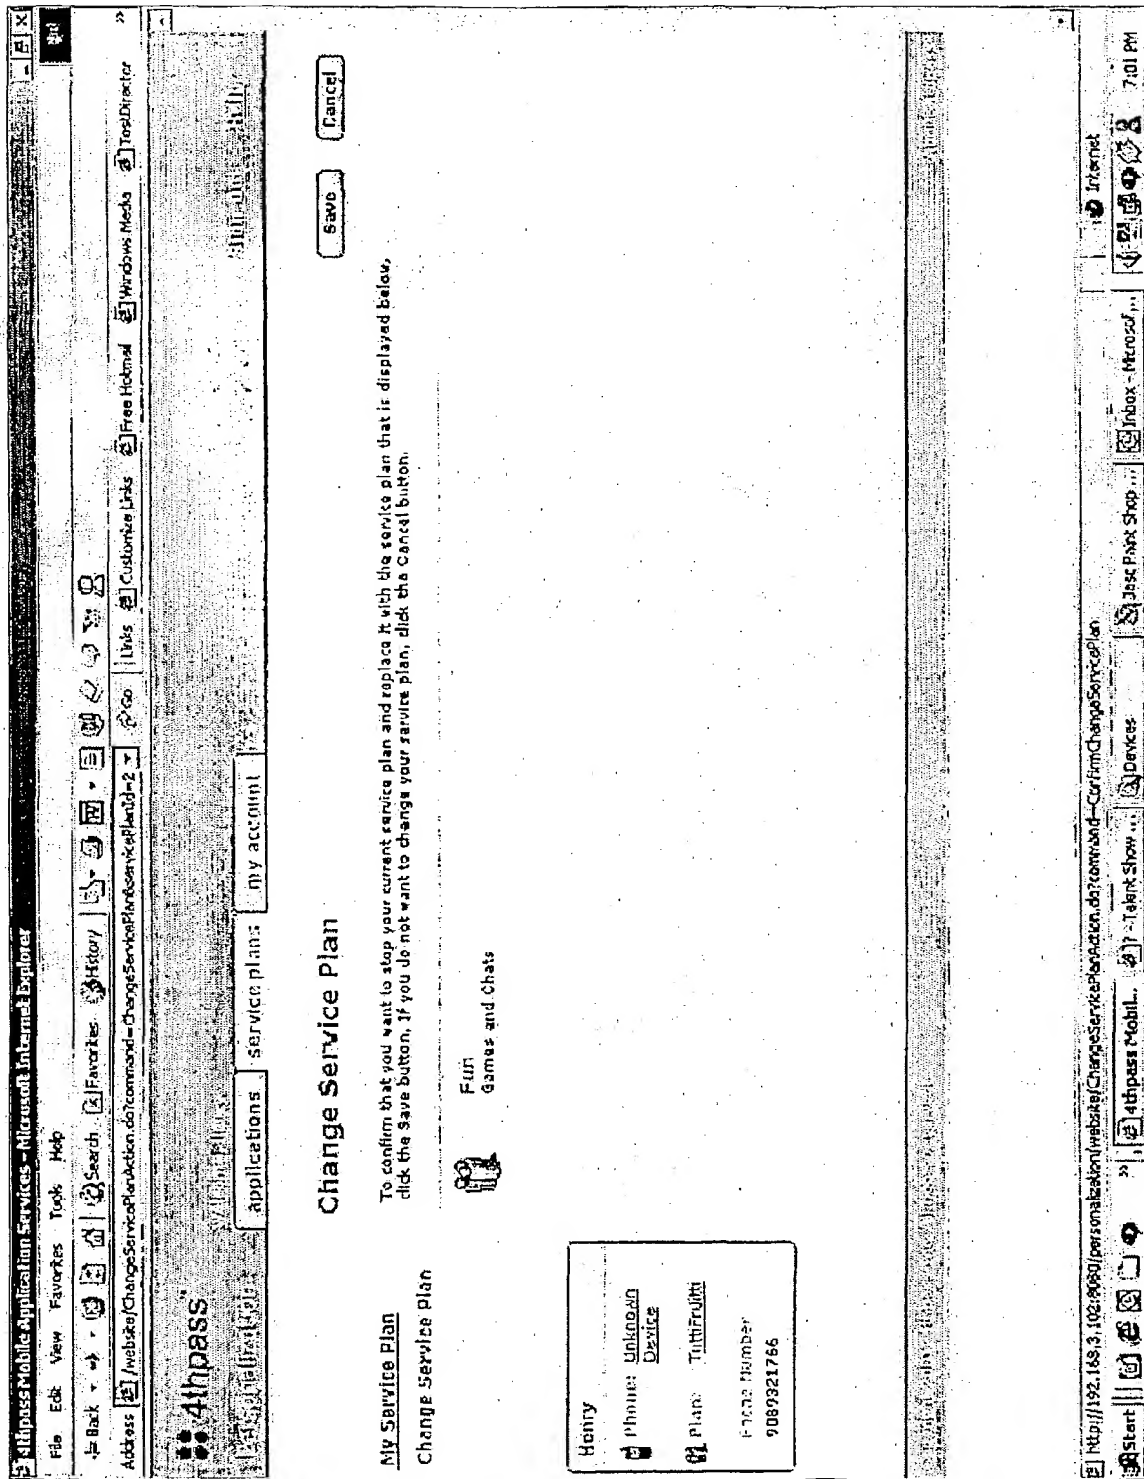 4thpass Mobile Application Services - Microsoft Internet Explorer
File Edit View Favorites Tools Help
Back Search Favorites History
Address /website/ChangeServicePlanAction.do?command=ChangeServicePlan&servicePlanId=2 Go Links Customize Links Free Hotmail Windows Media TestDirector
4thpass
applications service plans my account
My Service Plan
Change Service Plan
Change Service Plan
Save Cancel
To confirm that you want to stop your current service plan and replace it with the service plan that is displayed below,
click the Save button. If you do not want to change your service plan, click the Cancel button.
Fun
Games and Chats
Henry
Phone: Unknown
Device
Plan: TuttiFruitti
Phone Number
9089321766
http://192.168.3.102:8080/personalization/website/ChangeServicePlanAction.do?command=ConfirmChangeServicePlan
Internet
Start 4thpass Mobil... ? - Talent Show ... Devices Jasc Paint Shop ... Inbox - Microsof... 7:01 PM